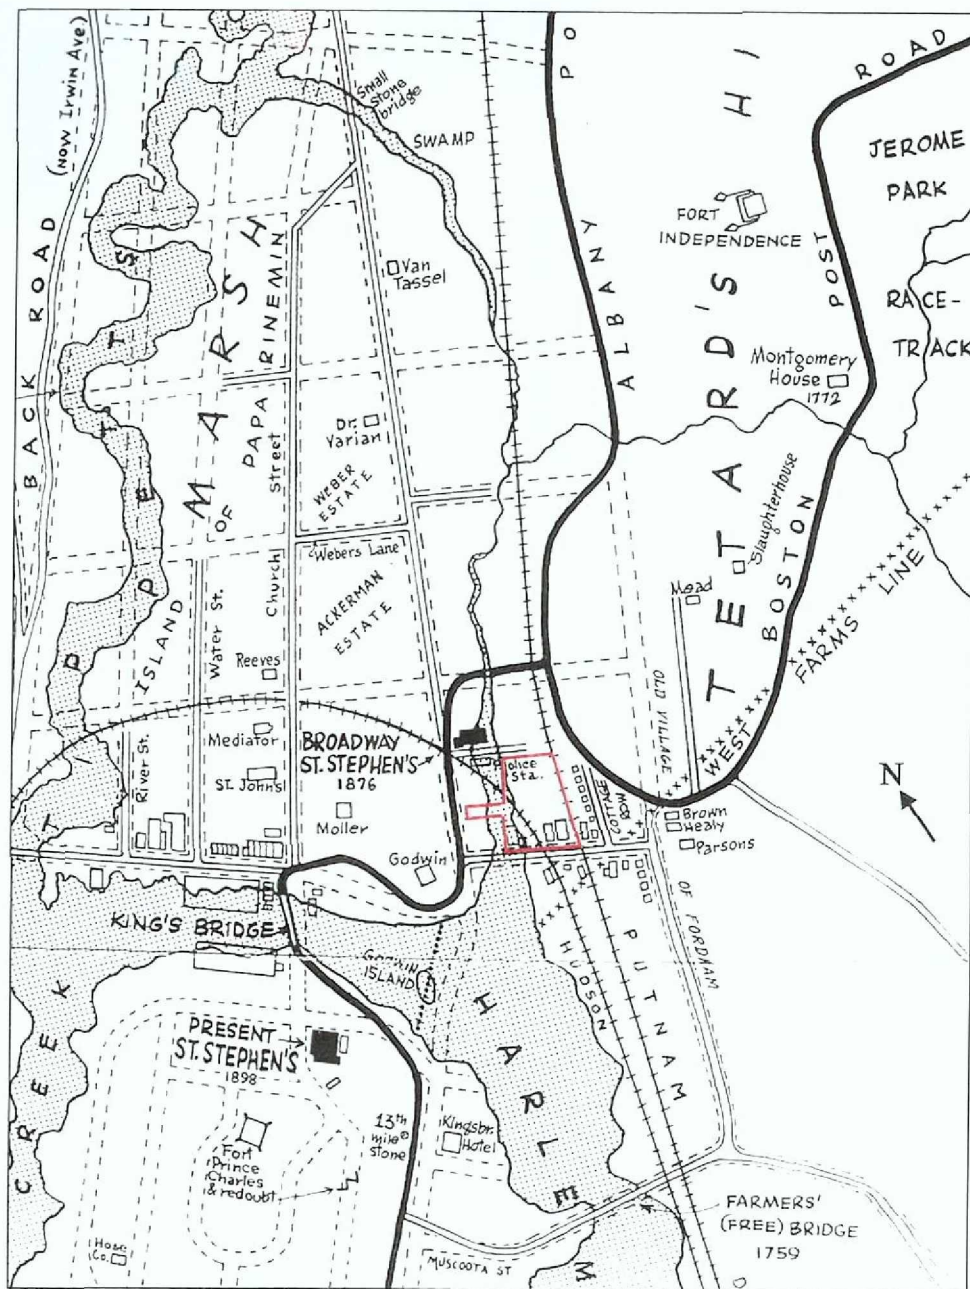 BACK ROAD
(NOW Irwin Ave)
Small
Stone
bridge
SWAMP
ALBANY PO
ROAD
JEROME
PARK
RACE-
TRACK
FORT
INDEPENDENCE
TETARD'S HI
POST
Montgomery
House
1772
Slaughterhouse
BOSTON
WEST
FARMS
LINE
Mead
Van
Tassel
MARSH
OF
PAPARINEMIN
ISLAND
TIPPETT'S
Dr.
Varian
WEBER
ESTATE
Webers Lane
ACKERMAN
ESTATE
Church Street
Water St.
River St.
Reeves
Mediator
St. John's
Moller
BROADWAY
ST. STEPHEN'S
1876
Police
Sta.
COTTAGE
ROW
OLD VILLAGE
OF FORDHAM
Brown
Healy
Parsons
N
Godwin
KING'S BRIDGE
GODWIN
ISLAND
HUDSON
PUTNAM
HARLEM
CREEK
PRESENT
ST. STEPHEN'S
1898
13th
mile
stone
Kingsbr.
Hotel
Fort
Prince
Charles
& redoubt
Hose
Co.
MUSCOOTA ST
FARMERS'
(FREE) BRIDGE
1759